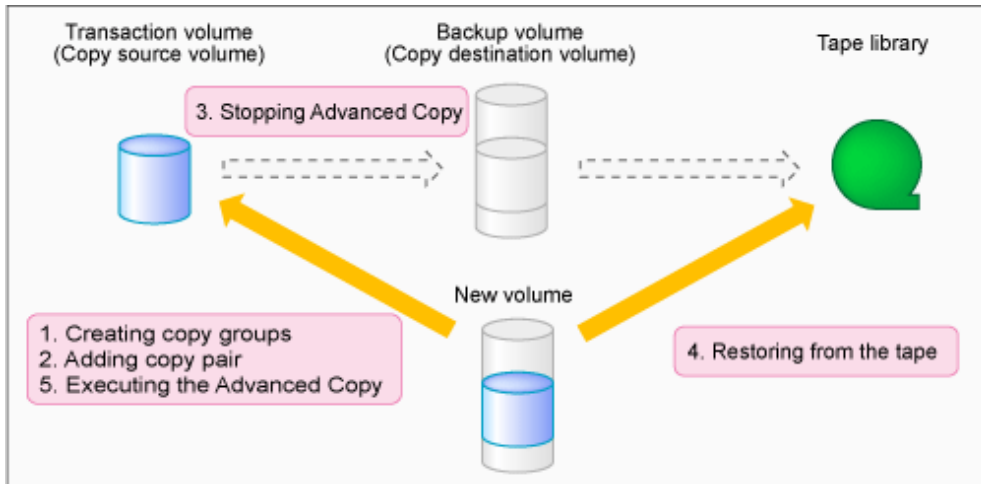 Transaction volume
(Copy source volume)
Backup volume
(Copy destination volume)
Tape library
3. Stopping Advanced Copy
New volume
1. Creating copy groups
2. Adding copy pair
5. Executing the Advanced Copy
4. Restoring from the tape